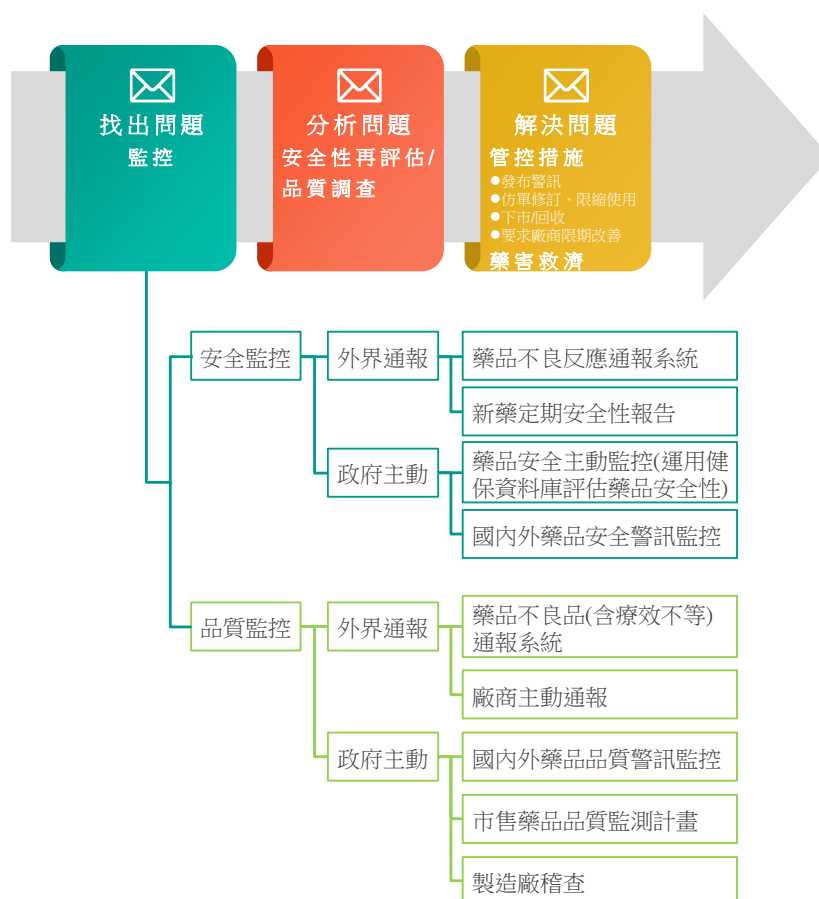 找出問題
監控
分析問題
安全性再評估/
品質調查
解決問題
管控措施
●發布警訊
●仿單修訂、限縮使用
●下市/回收
●要求廠商限期改善
藥害救濟
安全監控
外界通報
藥品不良反應通報系統
新藥定期安全性報告
政府主動
藥品安全主動監控(運用健
保資料庫評估藥品安全性)
國內外藥品安全警訊監控
品質監控
外界通報
藥品不良品(含療效不等)
通報系統
廠商主動通報
政府主動
國內外藥品品質警訊監控
市售藥品品質監測計畫
製造廠稽查